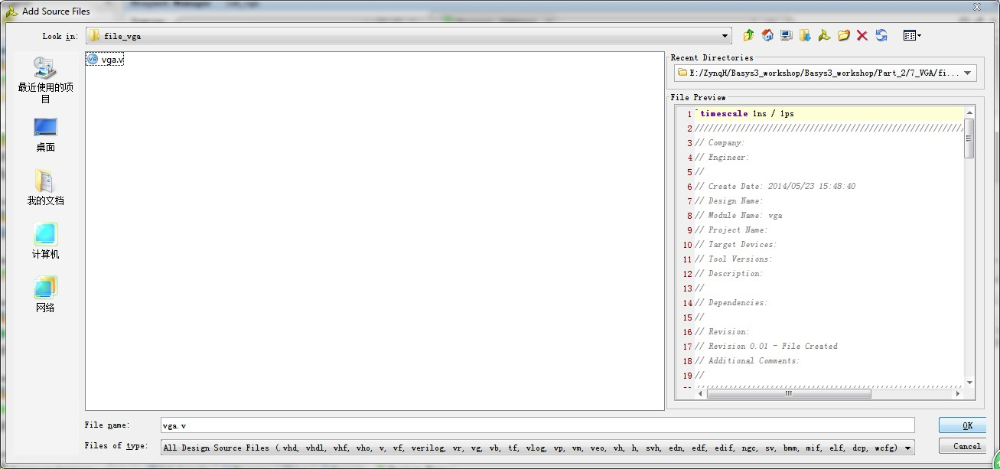 Add Source Files
Look in:
file_vga
最近使用的项
目
桌面
我的文档
计算机
网络
vga.v
Recent Directories
E:/ZynqH/Basys3_workshop/Basys3_workshop/Part_2/7_VGA/fi...
File Preview
1 `timescale 1ns / 1ps
2 ////////////////////////////////////////////////////////////
3 // Company:
4 // Engineer:
5 //
6 // Create Date: 2014/05/23 15:48:40
7 // Design Name:
8 // Module Name: vga
9 // Project Name:
10 // Target Devices:
11 // Tool Versions:
12 // Description:
13 //
14 // Dependencies:
15 //
16 // Revision:
17 // Revision 0.01 - File Created
18 // Additional Comments:
19 //
File name:
vga.v
OK
Files of type:
All Design Source Files (.vhd, vhdl, vhf, vho, v, vf, verilog, vr, vg, vb, tf, vlog, vp, vm, veo, vh, h, svh, edn, edf, edif, ngc, sv, bmm, mif, elf, dcp, wcfg)
Cancel